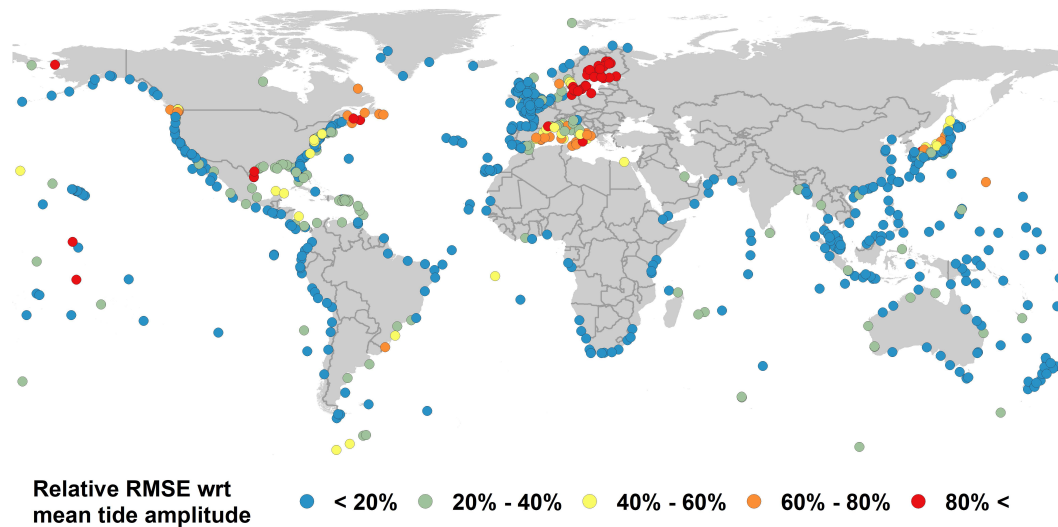 Relative RMSE wrt
mean tide amplitude
< 20%
20% - 40%
40% - 60%
60% - 80%
80% <